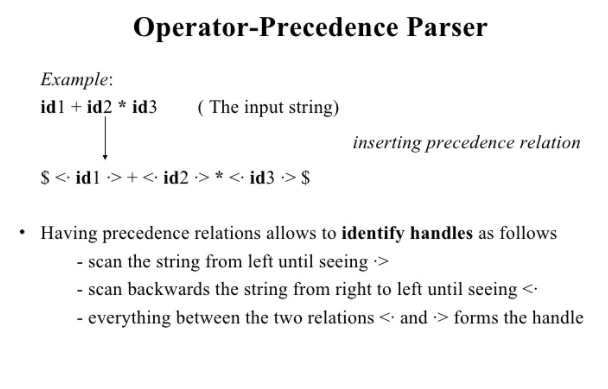 Operator-Precedence Parser
Example:
id1 + id2 * id3 ( The input string)
inserting precedence relation
$ <· id1 ·> + <· id2 ·> * <· id3 ·> $
• Having precedence relations allows to identify handles as follows
- scan the string from left until seeing ·>
- scan backwards the string from right to left until seeing <·
- everything between the two relations <· and ·> forms the handle